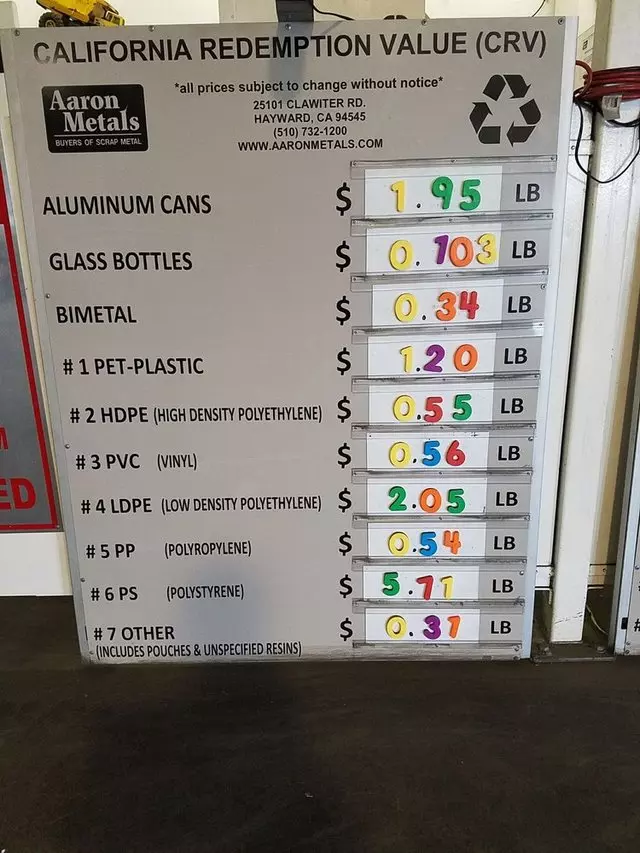 CALIFORNIA REDEMPTION VALUE (CRV)
*all prices subject to change without notice*
Aaron
Metals
BUYERS OF SCRAP METAL
25101 CLAWITER RD.
HAYWARD, CA 94545
(510) 732-1200
WWW.AARONMETALS.COM
ALUMINUM CANS $ 1.95 LB
GLASS BOTTLES $ 0.103 LB
BIMETAL $ 0.34 LB
# 1 PET-PLASTIC $ 1.20 LB
# 2 HDPE (HIGH DENSITY POLYETHYLENE) $ 0.55 LB
# 3 PVC (VINYL) $ 0.56 LB
# 4 LDPE (LOW DENSITY POLYETHYLENE) $ 2.05 LB
# 5 PP (POLYROPYLENE) $ 0.54 LB
# 6 PS (POLYSTYRENE) $ 5.71 LB
# 7 OTHER $ 0.31 LB
(INCLUDES POUCHES & UNSPECIFIED RESINS)
M
ED
#